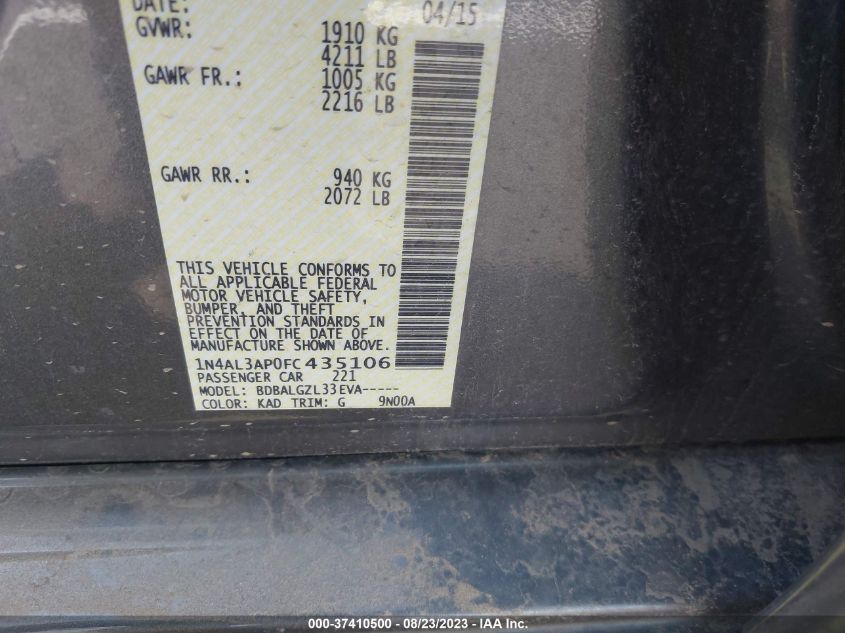 DATE: 04/15
GVWR: 1910 KG
4211 LB
GAWR FR.: 1005 KG
2216 LB
GAWR RR.: 940 KG
2072 LB
THIS VEHICLE CONFORMS TO
ALL APPLICABLE FEDERAL
MOTOR VEHICLE SAFETY,
BUMPER, AND THEFT
PREVENTION STANDARDS IN
EFFECT ON THE DATE OF
MANUFACTURE SHOWN ABOVE.
1N4AL3AP0FC435106
PASSENGER CAR 221
MODEL: BDBALGZL33EVA-----
COLOR: KAD TRIM: G 9N00A
000-37410500 - 08/23/2023 - IAA Inc.